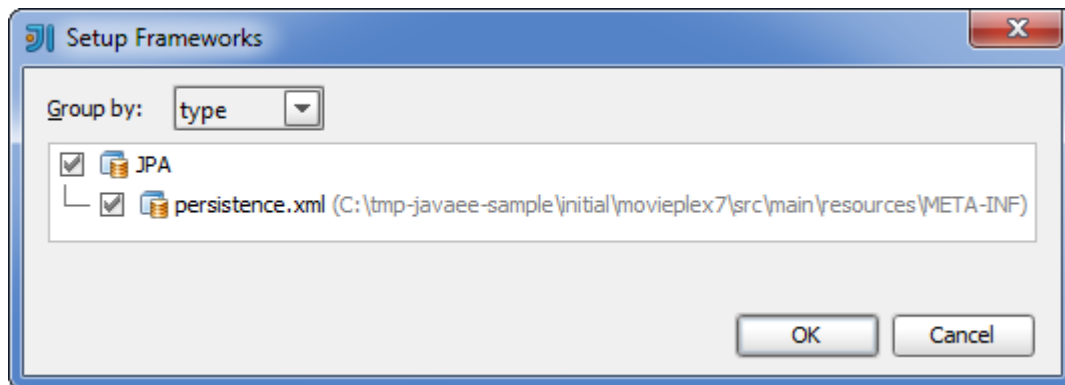 Setup Frameworks
Group by: type
JPA
persistence.xml (C:\tmp-javaee-sample\initial\movieplex7\src\main\resources\META-INF)
OK Cancel